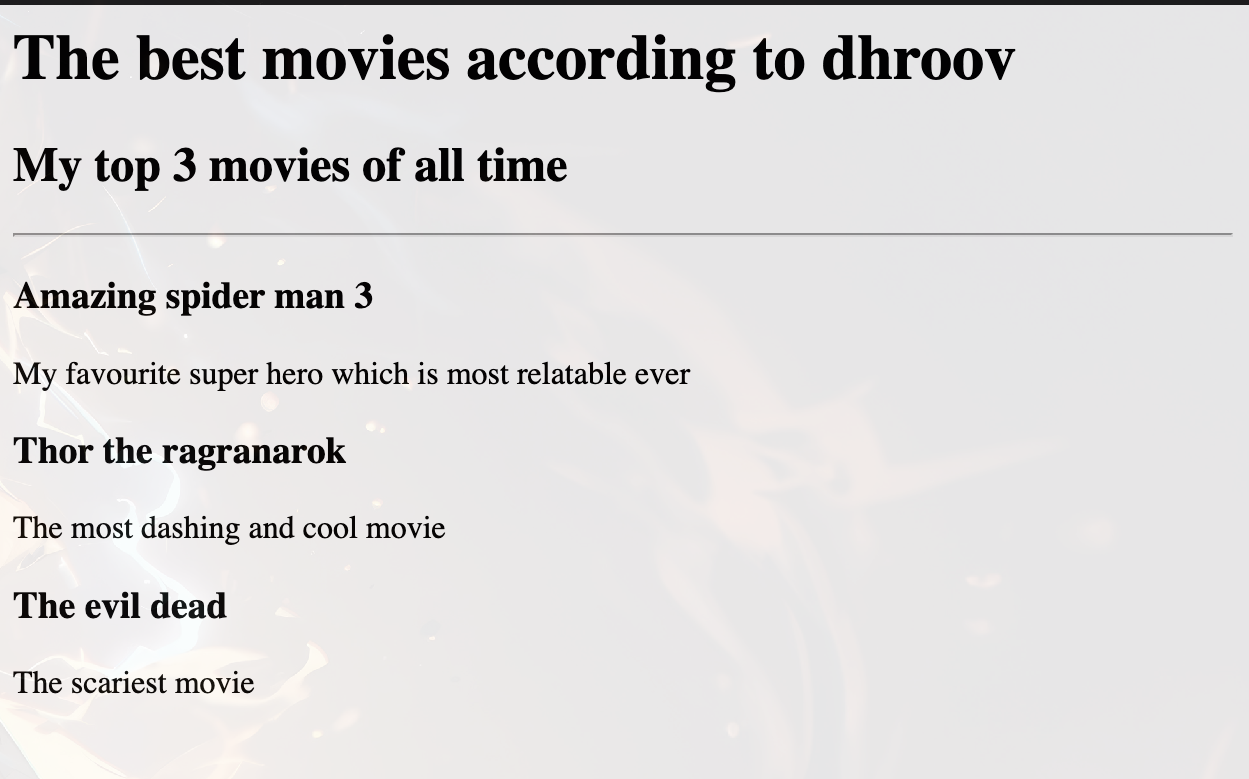 The best movies according to dhroov
My top 3 movies of all time
Amazing spider man 3
My favourite super hero which is most relatable ever
Thor the ragranarok
The most dashing and cool movie
The evil dead
The scariest movie